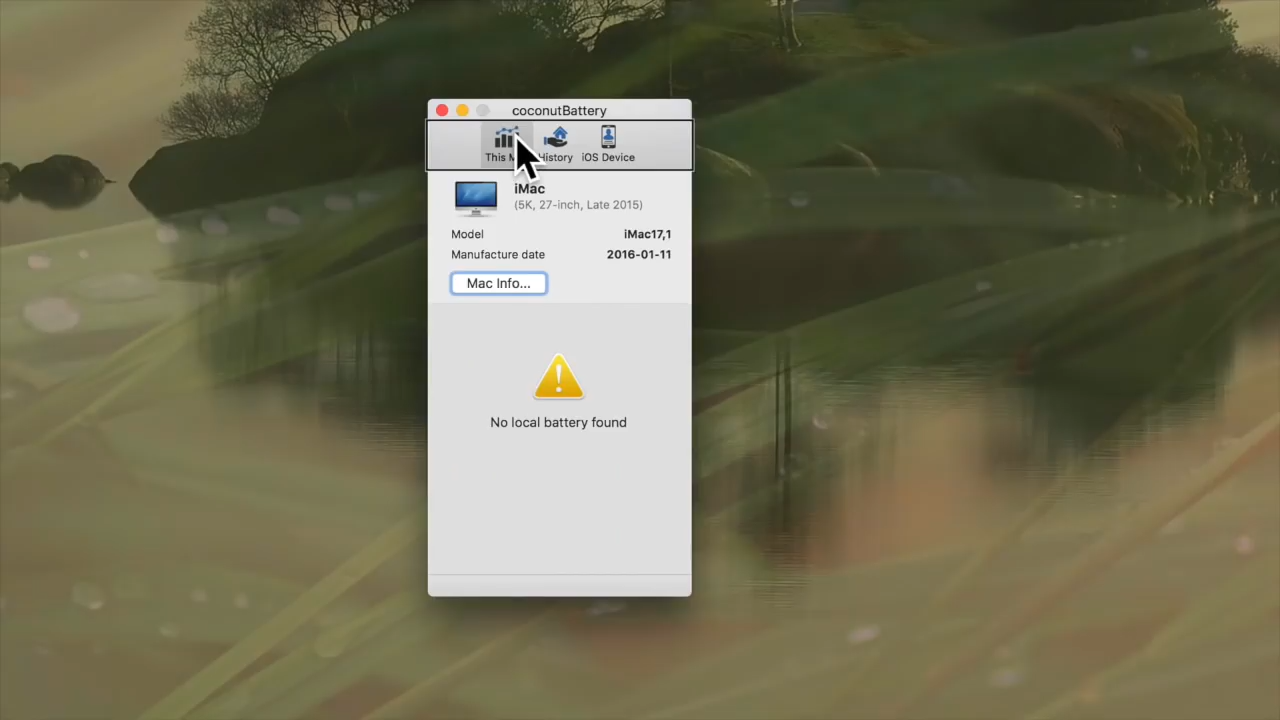 coconutBattery
This M History iOS Device
iMac
(5K, 27-inch, Late 2015)
Model iMac17,1
Manufacture date 2016-01-11
Mac Info...
No local battery found